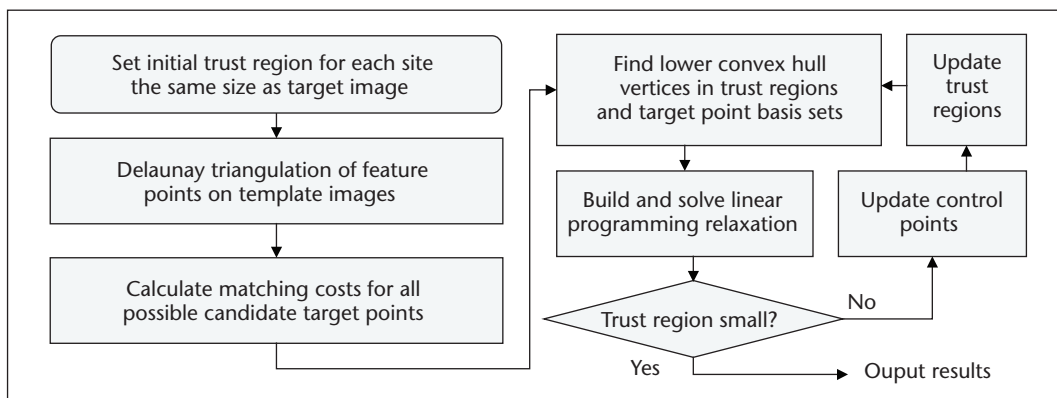 Set initial trust region for each site
the same size as target image
Delaunay triangulation of feature
points on template images
Calculate matching costs for all
possible candidate target points
Find lower convex hull
vertices in trust regions
and target point basis sets
Build and solve linear
programming relaxation
Trust region small?
No
Update control
points
Update
trust
regions
Yes
Ouput results